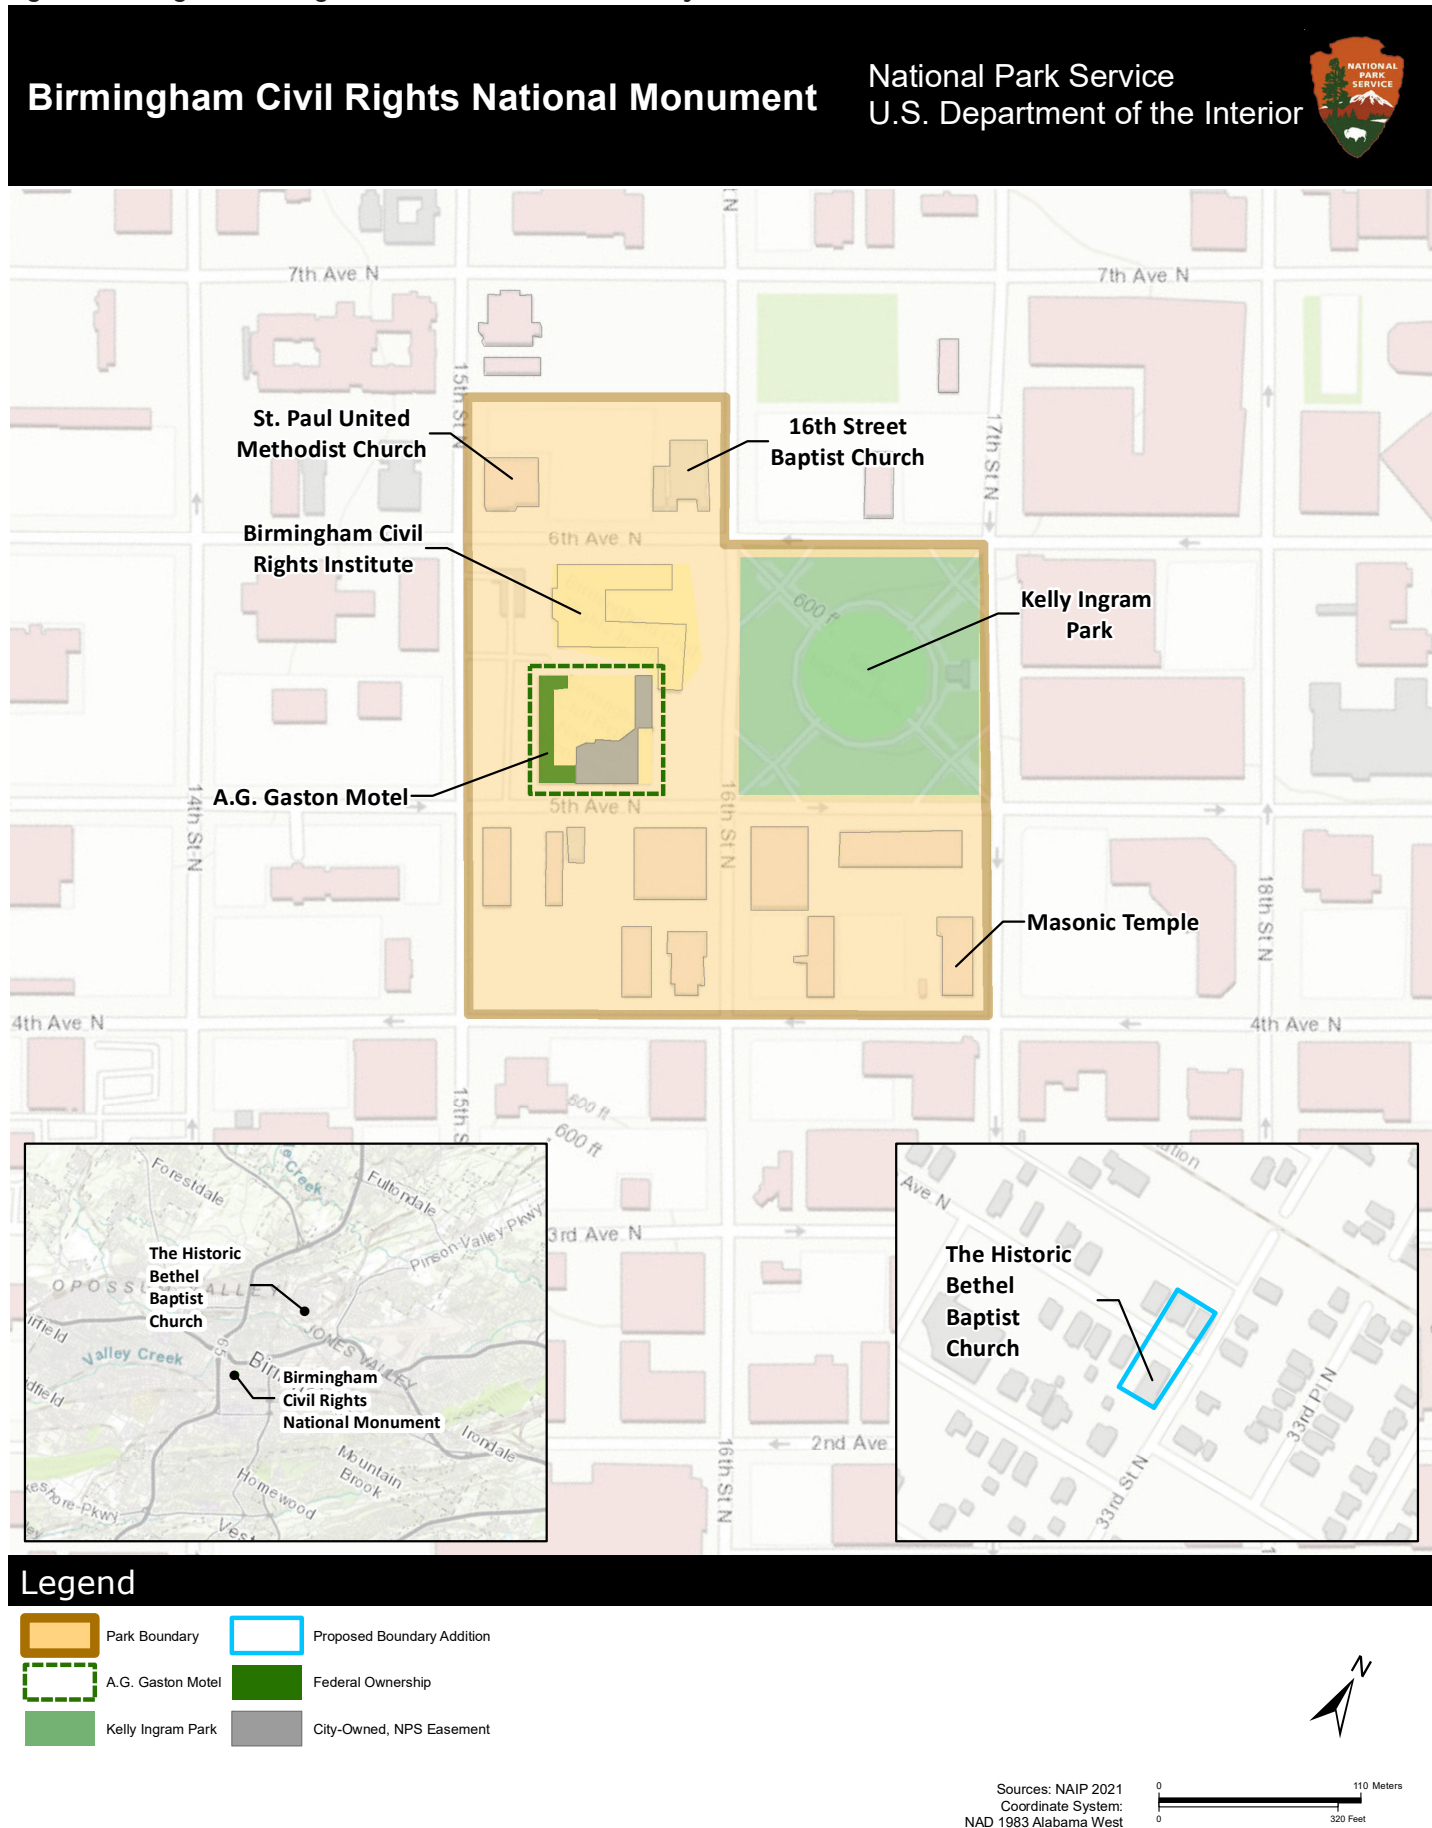 Birmingham Civil Rights National Monument
National Park Service
U.S. Department of the Interior
NATIONAL
PARK
SERVICE
N
7th Ave N
7th Ave N
15th St N
17th St N
St. Paul United
Methodist Church
16th Street
Baptist Church
Birmingham Civil
Rights Institute
6th Ave N
600 ft
Kelly Ingram
Park
A.G. Gaston Motel
5th Ave N
14th St N
16th St N
18th St N
Masonic Temple
4th Ave N
4th Ave N
15th S
600 ft
600 ft
3rd Ave N
2nd Ave
16th St N
Forestdale
Creek
Fultondale
Pinson Valley Pkwy
The Historic
Bethel
Baptist
Church
JONES VALLEY
Valley Creek
65
Birmingham
Civil Rights
National Monument
Irondale
Mountain
Brook
Homewood
Ave N
The Historic
Bethel
Baptist
Church
33rd Pl N
33rd St N
Legend
Park Boundary
Proposed Boundary Addition
A.G. Gaston Motel
Federal Ownership
Kelly Ingram Park
City-Owned, NPS Easement
N
Sources: NAIP 2021
Coordinate System:
NAD 1983 Alabama West
0
110 Meters
0
320 Feet